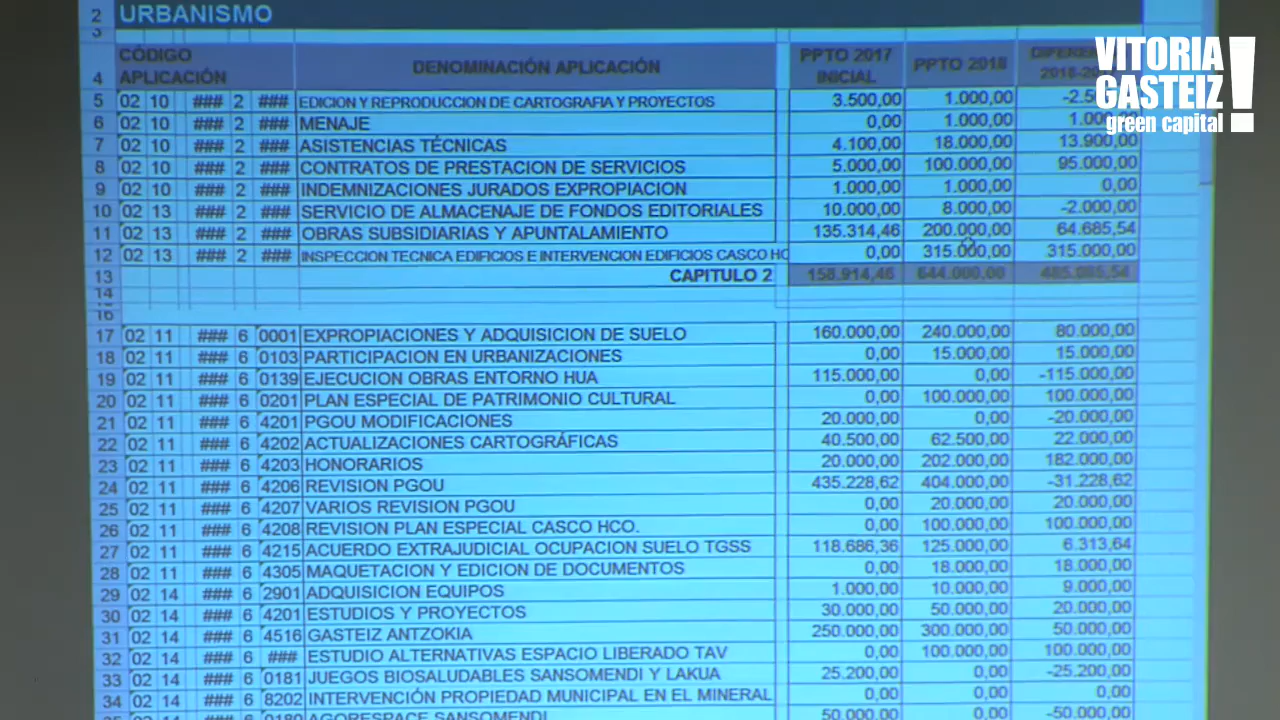 2 URBANISMO
3
4 CÓDIGO APLICACIÓN DENOMINACIÓN APLICACIÓN PPTO 2017 INICIAL PPTO 2018
5 02 10 ### 2 ### EDICION Y REPRODUCCION DE CARTOGRAFIA Y PROYECTOS 3.500,00 1.000,00
6 02 10 ### 2 ### MENAJE 0,00 1.000,00
7 02 10 ### 2 ### ASISTENCIAS TÉCNICAS 4.100,00 18.000,00 13.900,00
8 02 10 ### 2 ### CONTRATOS DE PRESTACION DE SERVICIOS 5.000,00 100.000,00 95.000,00
9 02 10 ### 2 ### INDEMNIZACIONES JURADOS EXPROPIACION 1.000,00 1.000,00 0,00
10 02 13 ### 2 ### SERVICIO DE ALMACENAJE DE FONDOS EDITORIALES 10.000,00 8.000,00 -2.000,00
11 02 13 ### 2 ### OBRAS SUBSIDIARIAS Y APUNTALAMIENTO 135.314,46 200.000,00 64.685,54
12 02 13 ### 2 ### INSPECCION TECNICA EDIFICIOS E INTERVENCION EDIFICIOS CASCO HC 0,00 315.000,00 315.000,00
13 CAPITULO 2 158.914,46 644.000,00 485.085,54
14
16
17 02 11 ### 6 0001 EXPROPIACIONES Y ADQUISICION DE SUELO 160.000,00 240.000,00 80.000,00
18 02 11 ### 6 0103 PARTICIPACION EN URBANIZACIONES 0,00 15.000,00 15.000,00
19 02 11 ### 6 0139 EJECUCION OBRAS ENTORNO HUA 115.000,00 0,00 -115.000,00
20 02 11 ### 6 0201 PLAN ESPECIAL DE PATRIMONIO CULTURAL 0,00 100.000,00 100.000,00
21 02 11 ### 6 4201 PGOU MODIFICACIONES 20.000,00 0,00 -20.000,00
22 02 11 ### 6 4202 ACTUALIZACIONES CARTOGRÁFICAS 40.500,00 62.500,00 22.000,00
23 02 11 ### 6 4203 HONORARIOS 20.000,00 202.000,00 182.000,00
24 02 11 ### 6 4206 REVISION PGOU 435.228,62 404.000,00 -31.228,62
25 02 11 ### 6 4207 VARIOS REVISION PGOU 0,00 20.000,00 20.000,00
26 02 11 ### 6 4208 REVISION PLAN ESPECIAL CASCO HCO. 0,00 100.000,00 100.000,00
27 02 11 ### 6 4215 ACUERDO EXTRAJUDICIAL OCUPACION SUELO TGSS 118.686,36 125.000,00 6.313,64
28 02 11 ### 6 4305 MAQUETACION Y EDICION DE DOCUMENTOS 0,00 18.000,00 18.000,00
29 02 14 ### 6 2901 ADQUISICION EQUIPOS 1.000,00 10.000,00 9.000,00
30 02 14 ### 6 4201 ESTUDIOS Y PROYECTOS 30.000,00 50.000,00 20.000,00
31 02 14 ### 6 4516 GASTEIZ ANTZOKIA 250.000,00 300.000,00 50.000,00
32 02 14 ### 6 ### ESTUDIO ALTERNATIVAS ESPACIO LIBERADO TAV 0,00 100.000,00 100.000,00
33 02 14 ### 6 0181 JUEGOS BIOSALUDABLES SANSOMENDI Y LAKUA 25.200,00 0,00 -25.200,00
34 02 14 ### 6 8202 INTERVENCIÓN PROPIEDAD MUNICIPAL EN EL MINERAL 0,00 0,00 0,00
AGORESPACE SANSOMENDI 50.000,00 0,00 -50.000,00
VITORIA
GASTEIZ !
green capital